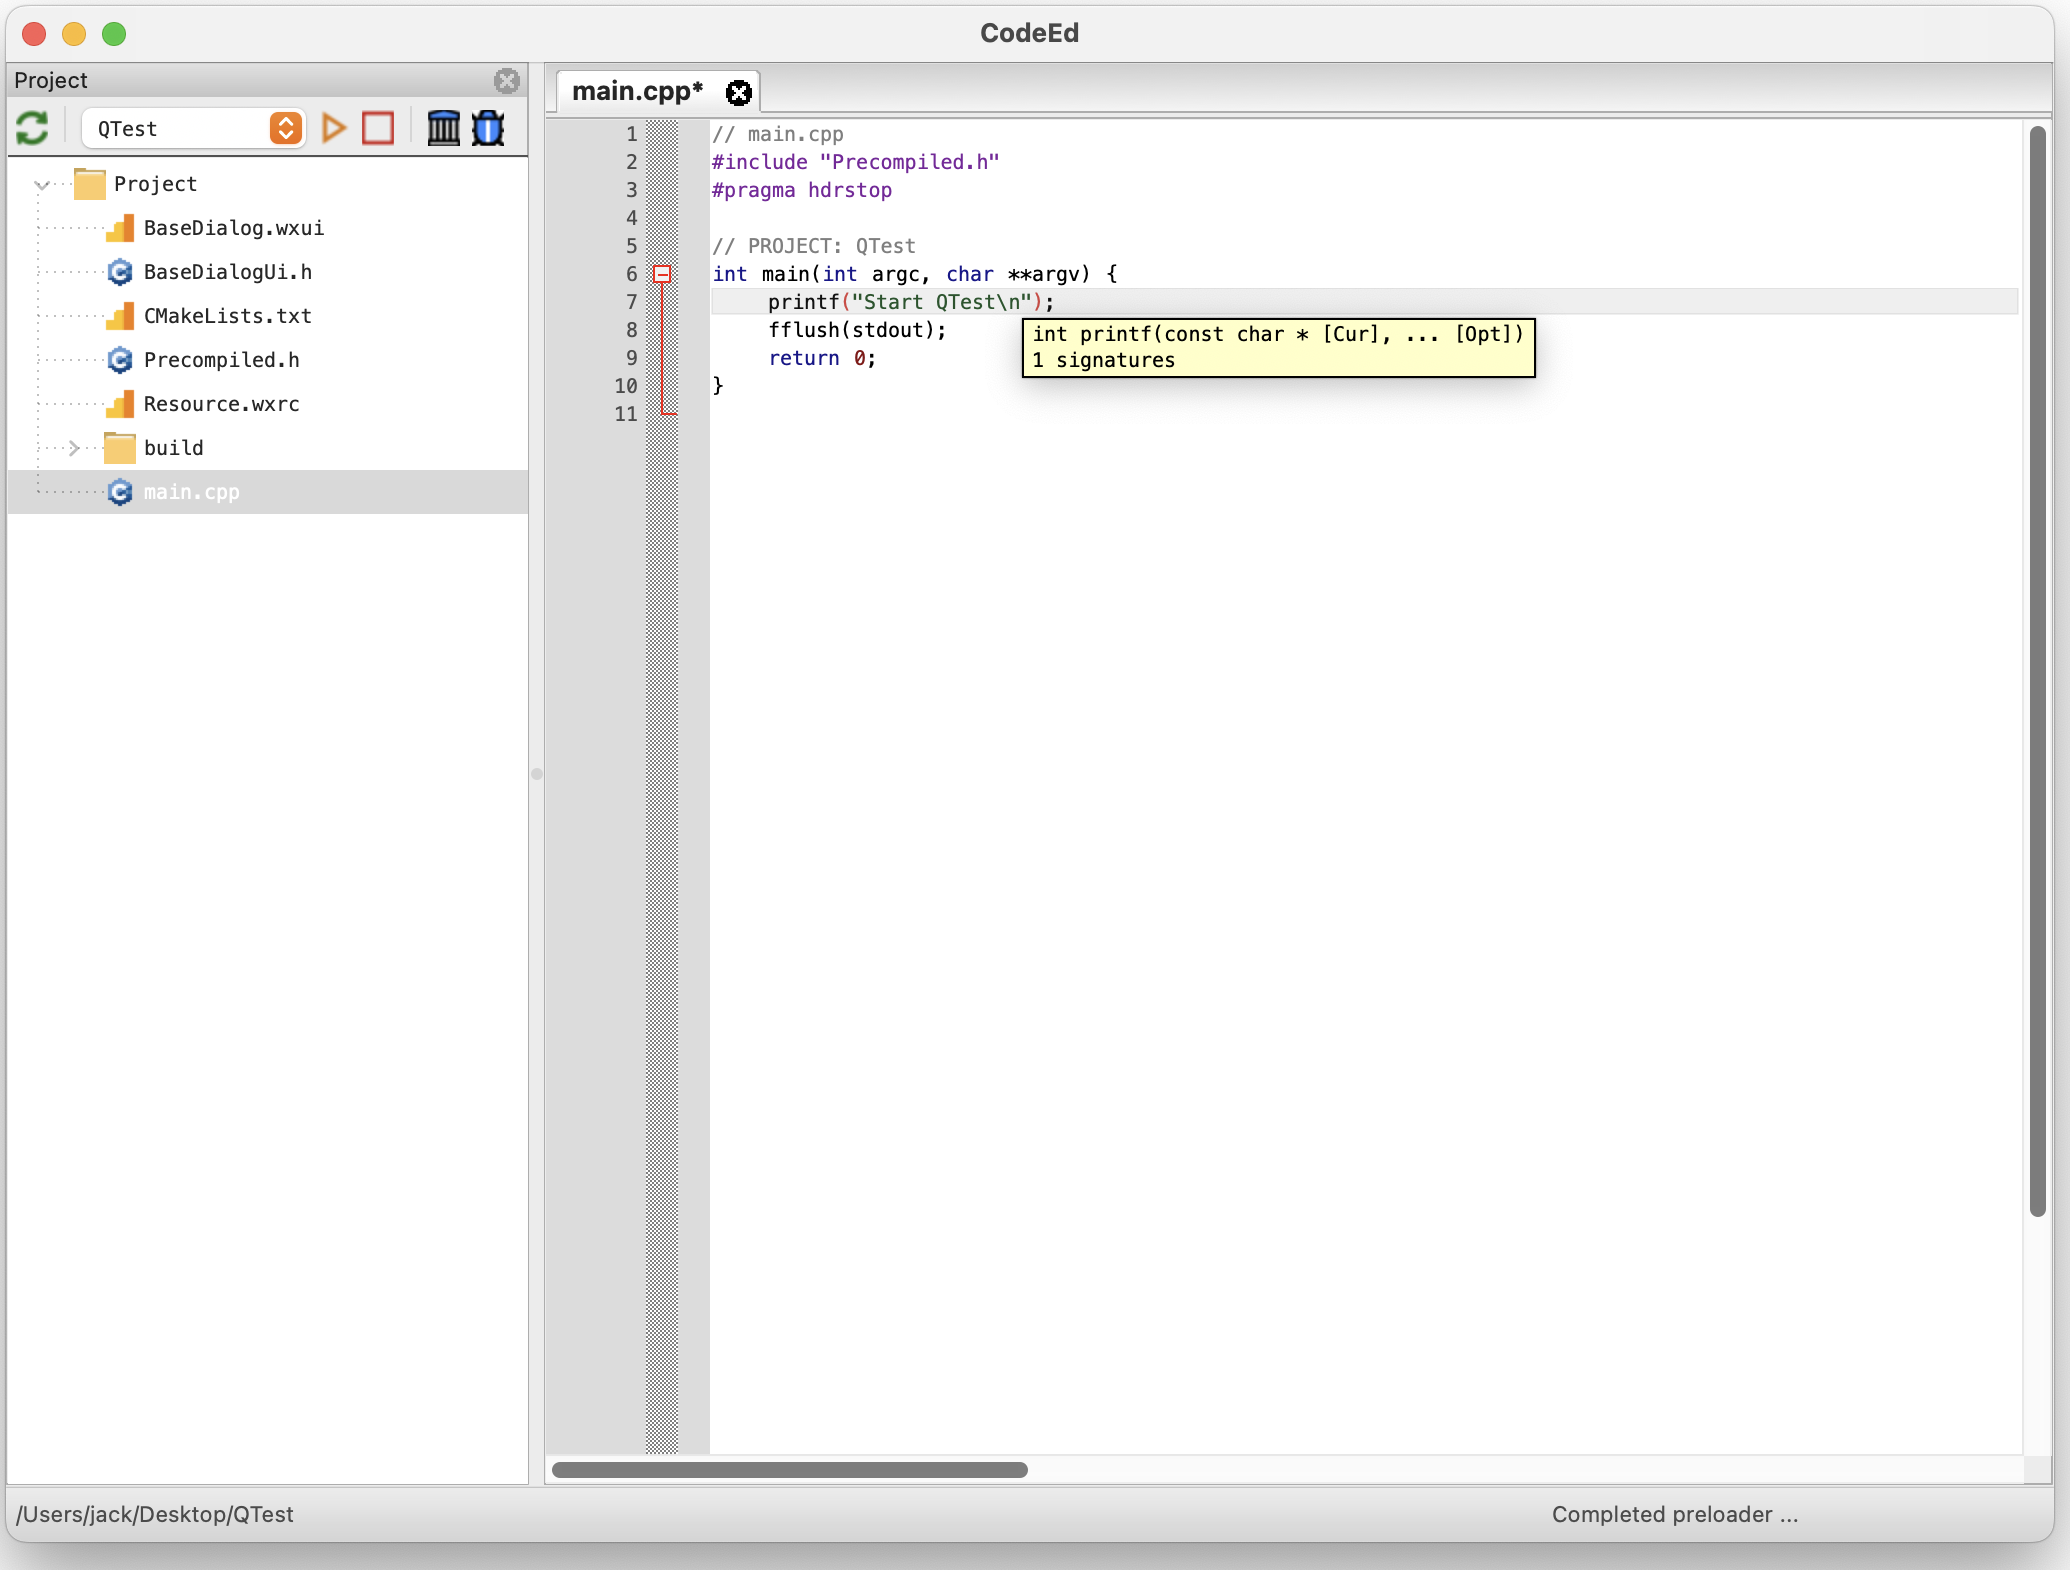 CodeEd
Project
QTest
Project
BaseDialog.wxui
BaseDialogUi.h
CMakeLists.txt
Precompiled.h
Resource.wxrc
build
main.cpp
main.cpp*
1 // main.cpp
2 #include "Precompiled.h"
3 #pragma hdrstop
4
5 // PROJECT: QTest
6 int main(int argc, char **argv) {
7 printf("Start QTest\n");
8 fflush(stdout);
9 return 0;
10 }
11
int printf(const char * [Cur], ... [Opt])
1 signatures
/Users/jack/Desktop/QTest
Completed preloader ...